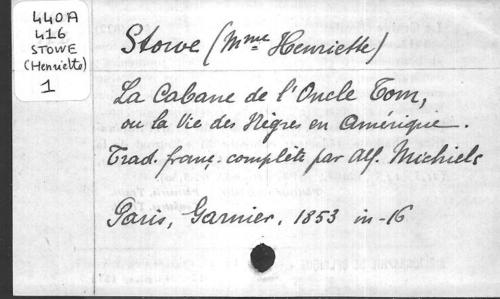 440A
416
STOWE
(Henriette)
1
Stowe (Mme Henriette)
La Cabane de l'Oncle Tom,
ou la Vie des Nègres en Amérique.
Trad. franç. complète par Alf. Michiels
Paris, Garnier, 1853 in-16